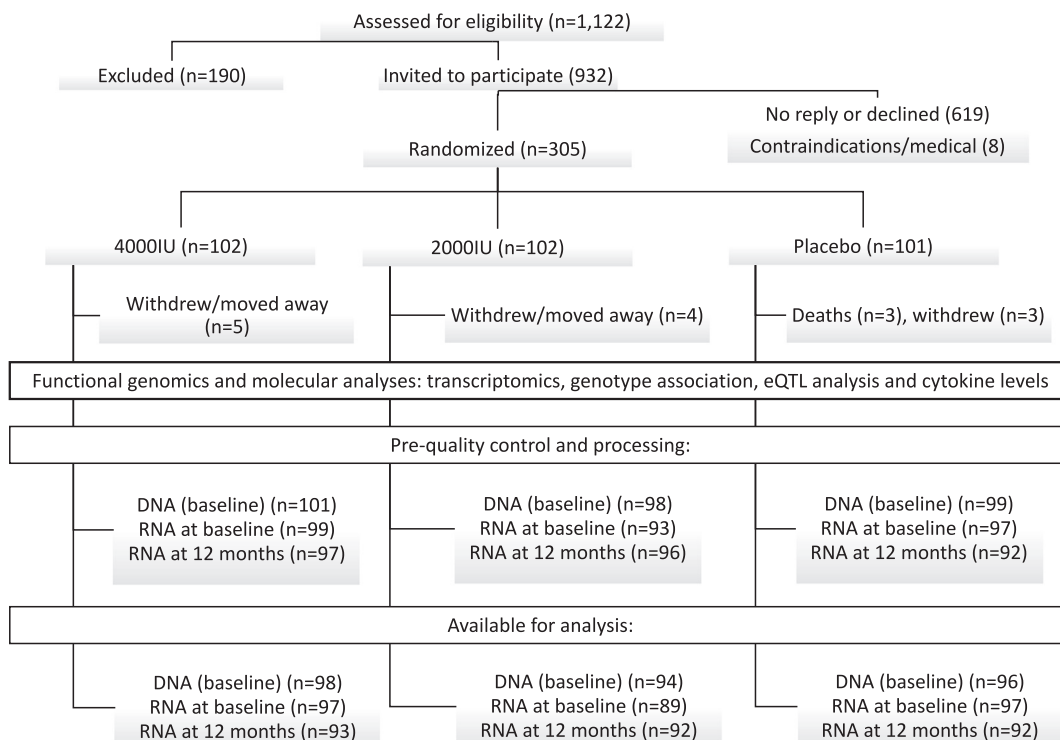 Assessed for eligibility (n=1,122)
Excluded (n=190)
Invited to participate (932)
No reply or declined (619)
Contraindications/medical (8)
Randomized (n=305)
4000IU (n=102)
2000IU (n=102)
Placebo (n=101)
Withdrew/moved away
(n=5)
Withdrew/moved away (n=4)
Deaths (n=3), withdrew (n=3)
Functional genomics and molecular analyses: transcriptomics, genotype association, eQTL analysis and cytokine levels
Pre-quality control and processing:
DNA (baseline) (n=101)
RNA at baseline (n=99)
RNA at 12 months (n=97)
DNA (baseline) (n=98)
RNA at baseline (n=93)
RNA at 12 months (n=96)
DNA (baseline) (n=99)
RNA at baseline (n=97)
RNA at 12 months (n=92)
Available for analysis:
DNA (baseline) (n=98)
RNA at baseline (n=97)
RNA at 12 months (n=93)
DNA (baseline) (n=94)
RNA at baseline (n=89)
RNA at 12 months (n=92)
DNA (baseline) (n=96)
RNA at baseline (n=97)
RNA at 12 months (n=92)